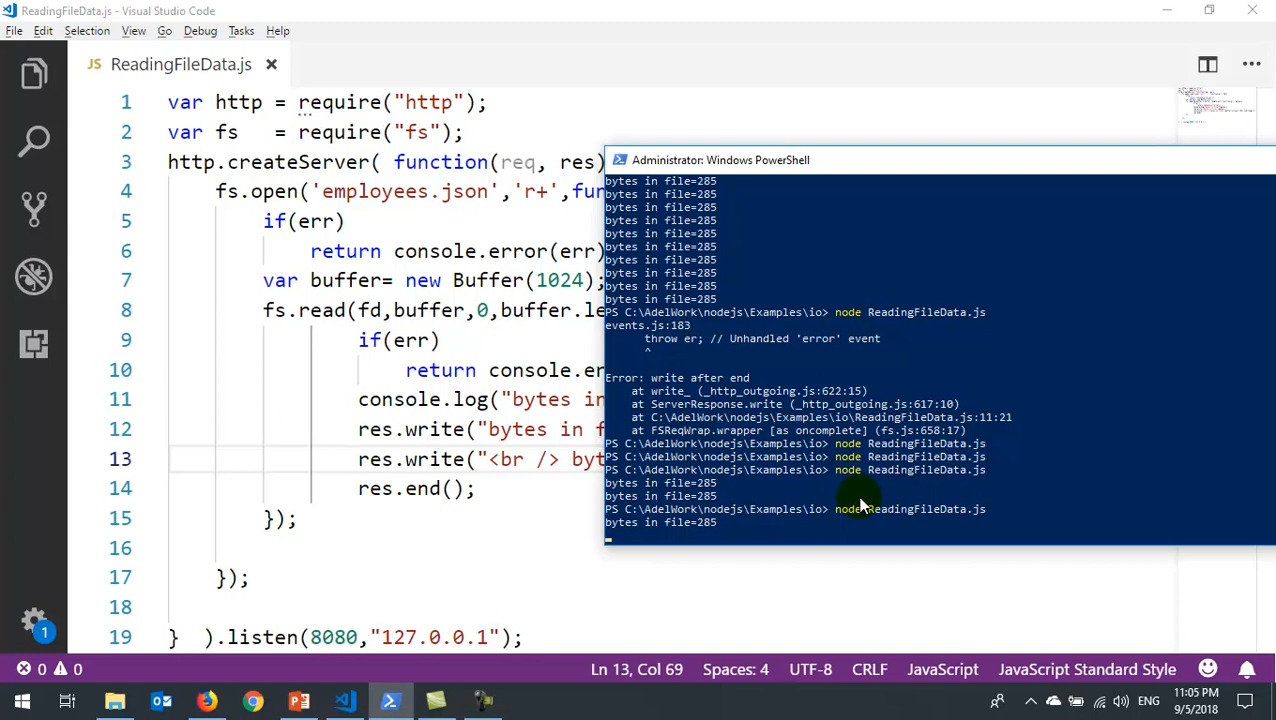 ReadingFileData.js - Visual Studio Code
File Edit Selection View Go Debug Tasks Help
JS ReadingFileData.js
1 var http = require("http");
2 var fs = require("fs");
3 http.createServer( function(req, res)
4 fs.open('employees.json','r+',fun
5 if(err)
6 return console.error(err)
7 var buffer= new Buffer(1024);
8 fs.read(fd,buffer,0,buffer.le
9 if(err)
10 return console.er
11 console.log("bytes in
12 res.write("bytes in f
13 res.write("<br /> byt
14 res.end();
15 });
16
17 });
18
19 } ).listen(8080,"127.0.0.1");
Administrator: Windows PowerShell
bytes in file=285
bytes in file=285
bytes in file=285
bytes in file=285
bytes in file=285
bytes in file=285
bytes in file=285
bytes in file=285
bytes in file=285
bytes in file=285
PS C:\AdelWork\nodejs\Examples\io> node ReadingFileData.js
events.js:183
throw er; // Unhandled 'error' event
^
Error: write after end
at write_ (_http_outgoing.js:622:15)
at ServerResponse.write (_http_outgoing.js:617:10)
at C:\AdelWork\nodejs\Examples\io\ReadingFileData.js:11:21
at FSReqWrap.wrapper [as oncomplete] (fs.js:658:17)
PS C:\AdelWork\nodejs\Examples\io> node ReadingFileData.js
PS C:\AdelWork\nodejs\Examples\io> node ReadingFileData.js
PS C:\AdelWork\nodejs\Examples\io> node ReadingFileData.js
bytes in file=285
bytes in file=285
PS C:\AdelWork\nodejs\Examples\io> node ReadingFileData.js
bytes in file=285
1
0 0 Ln 13, Col 69 Spaces: 4 UTF-8 CRLF JavaScript JavaScript Standard Style
ENG
11:05 PM
9/5/2018